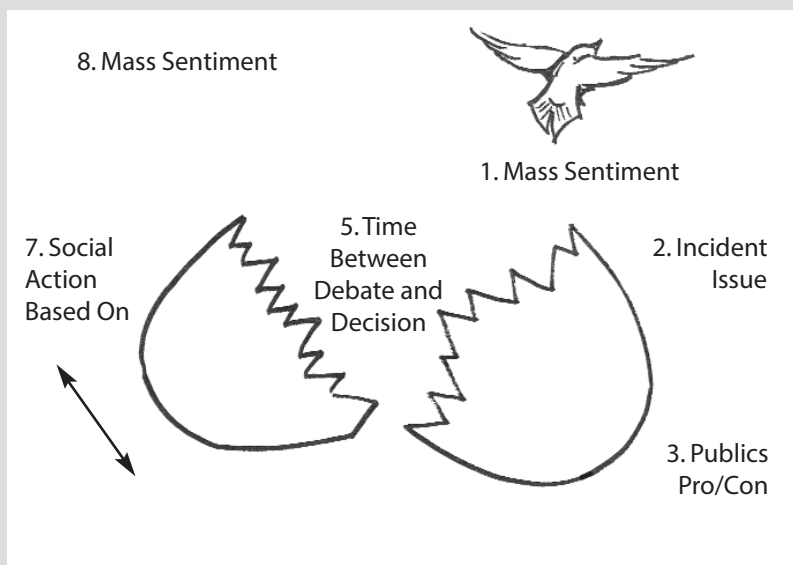 8. Mass Sentiment
1. Mass Sentiment
5. Time
Between
Debate and
Decision
7. Social
Action
Based On
2. Incident
Issue
3. Publics
Pro/Con